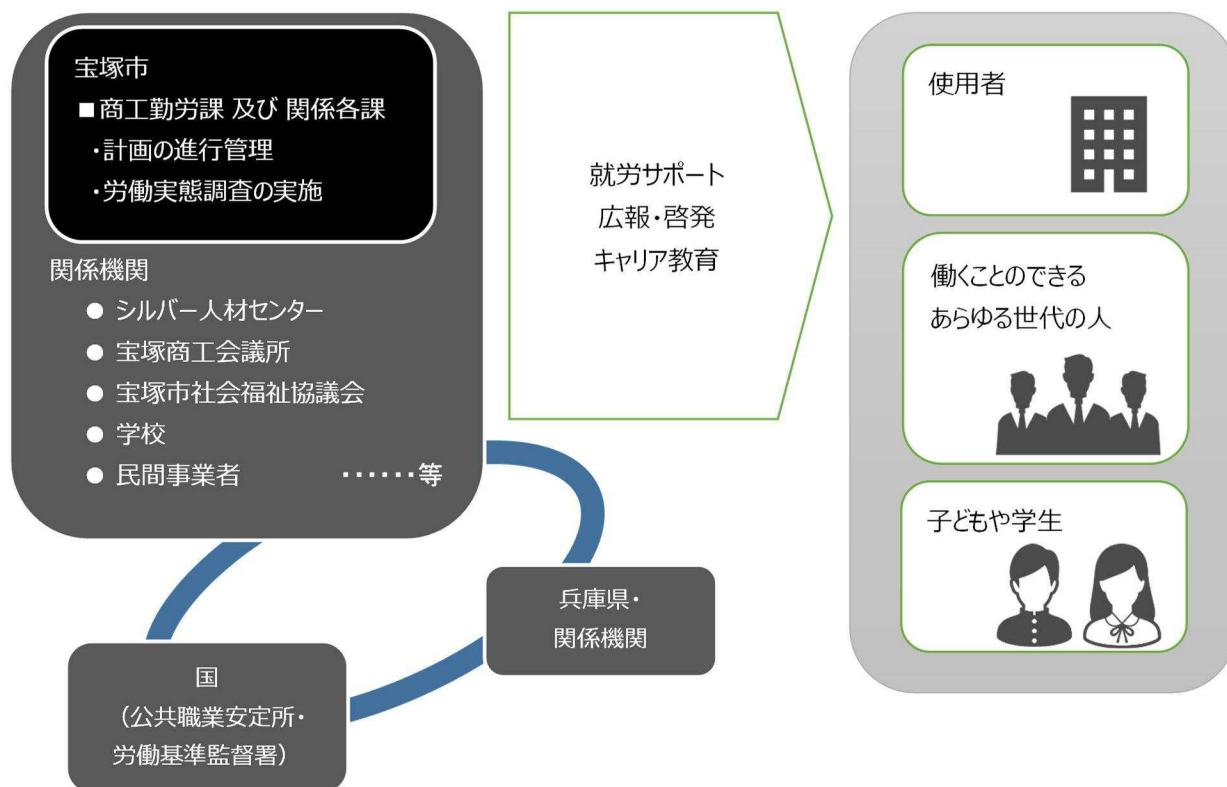 宝塚市
■商工勤労課 及び 関係各課
・計画の進行管理
・労働実態調査の実施
関係機関
● シルバー人材センター
● 宝塚商工会議所
● 宝塚市社会福祉協議会
● 学校
● 民間事業者 ‥‥‥等
就労サポート
広報・啓発
キャリア教育
使用者
働くことのできる
あらゆる世代の人
子どもや学生
兵庫県・
関係機関
国
（公共職業安定所・
労働基準監督署）